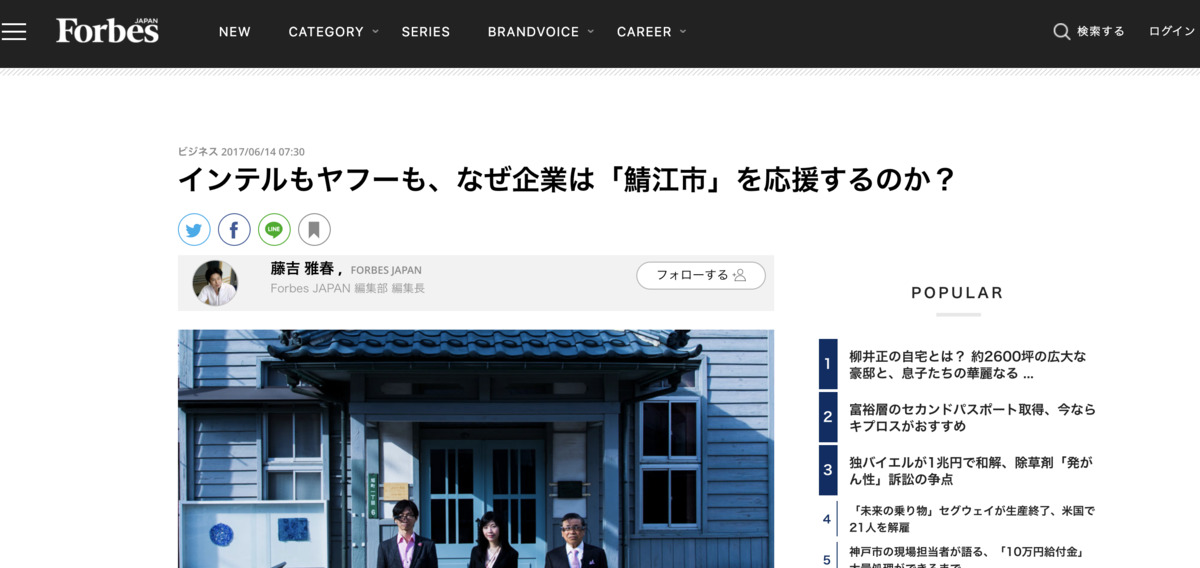 Forbes JAPAN
NEW
CATEGORY
SERIES
BRANDVOICE
CAREER
検索する
ログイン
ビジネス 2017/06/14 07:30
インテルもヤフーも、なぜ企業は「鯖江市」を応援するのか？
LINE
藤吉 雅春 , FORBES JAPAN
Forbes JAPAN 編集部 編集長
フォローする
POPULAR
1
柳井正の自宅とは？ 約2600坪の広大な
豪邸と、息子たちの華麗なる ...
2
富裕層のセカンドパスポート取得、今なら
キプロスがおすすめ
3
独バイエルが1兆円で和解、除草剤「発が
ん性」訴訟の争点
4
「未来の乗り物」セグウェイが生産終了、米国で
21人を解雇
5
神戸市の現場担当者が語る、「10万円給付金」